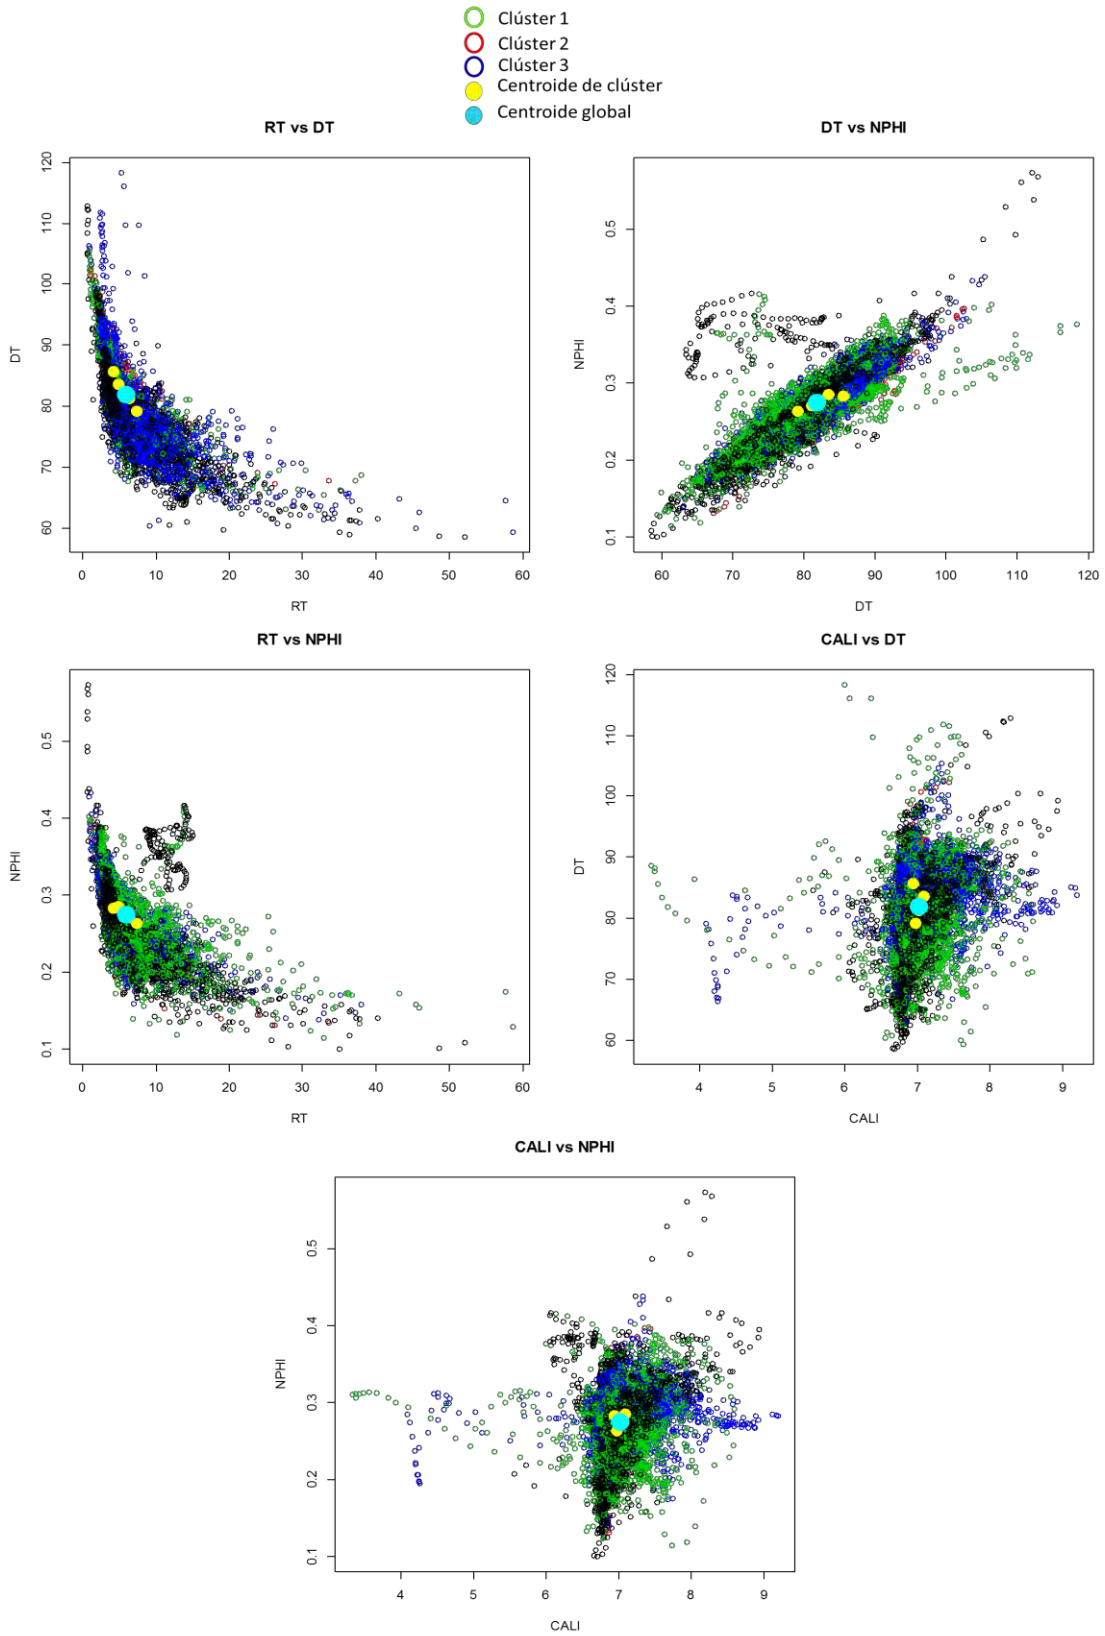 Clúster 1
Clúster 2
Clúster 3
Centroide de clúster
Centroide global
RT vs DT
DT
120
110
100
90
80
70
60
0 10 20 30 40 50 60
RT
DT vs NPHI
NPHI
0.5
0.4
0.3
0.2
0.1
60 70 80 90 100 110 120
DT
RT vs NPHI
NPHI
0.5
0.4
0.3
0.2
0.1
0 10 20 30 40 50 60
RT
CALI vs DT
DT
120
110
100
90
80
70
60
4 5 6 7 8 9
CALI
CALI vs NPHI
NPHI
0.5
0.4
0.3
0.2
0.1
4 5 6 7 8 9
CALI